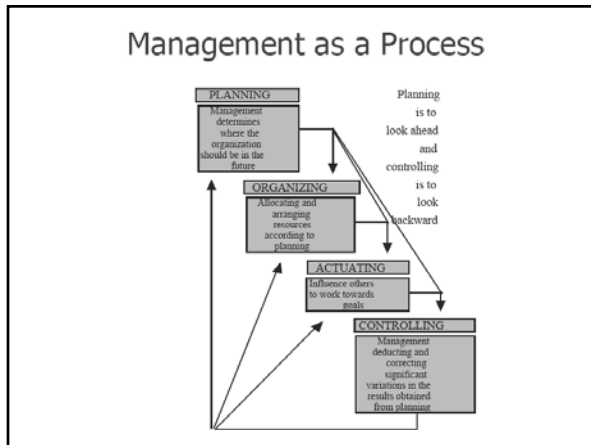 Management as a Process
PLANNING
Management
determines
where the
organization
should be in the
future
Planning
is to
look ahead
and
controlling
is to
look
backward
ORGANIZING
Allocating and
arranging
resources
according to
planning
ACTUATING
Influence others
to work towards
goals
CONTROLLING
Management
deducting and
correcting
significant
variations in the
results obtained
from planning